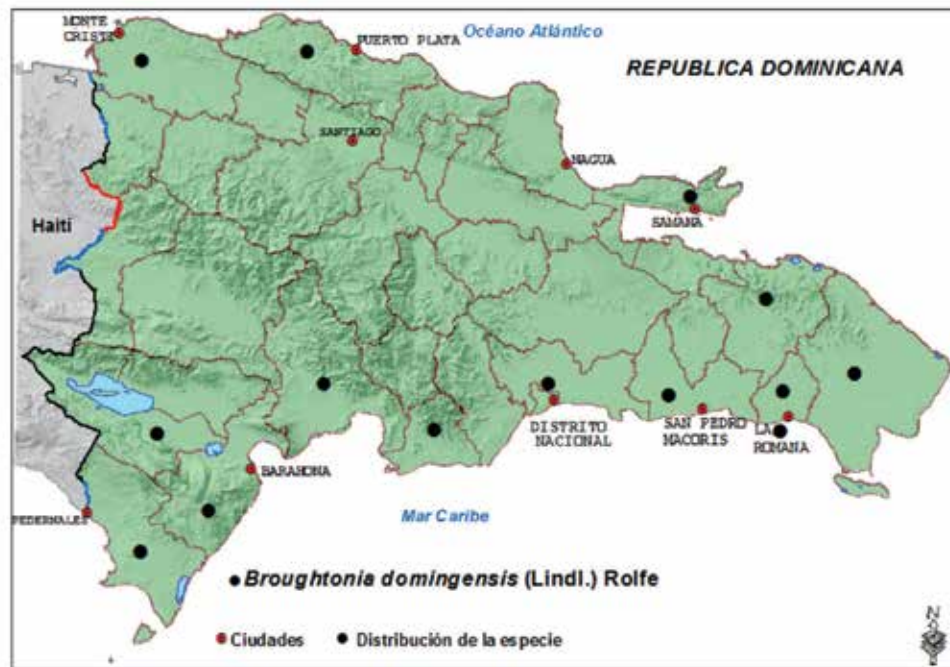 MONTE
CRISTI
PUERTO PLATA
Océano Atlántico
REPUBLICA DOMINICANA
SANTIAGO
NAGUA
SAMANA
Haití
DISTRITO
NACIONAL
SAN PEDRO
MACORIS
LA
ROMANA
BARAHONA
PEDERNALES
Mar Caribe
Broughtonia domingensis (Lindl.) Rolfe
Ciudades
Distribución de la especie